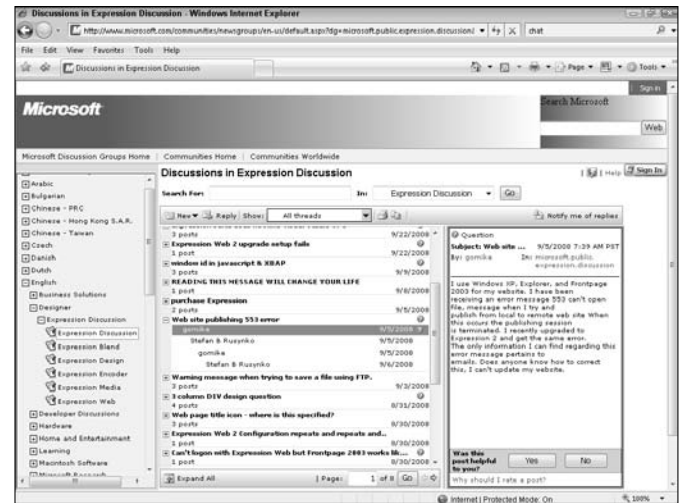 Discussions in Expression Discussion - Windows Internet Explorer
http://www.microsoft.com/communities/newsgroups/en-us/default.aspx?dg=microsoft.public.expression.discussion&
chat
File Edit View Favorites Tools Help
Discussions in Expression Discussion
Page Tools
Sign in
Microsoft
Search Microsoft
Web
Microsoft Discussion Groups Home | Communities Home | Communities Worldwide
Discussions in Expression Discussion
| Help Sign In
Search For: In: Expression Discussion Go
New Reply Show: All threads
Notify me of replies
Arabic
Bulgarian
Chinese - PRC
Chinese - Hong Kong S.A.R.
Chinese - Taiwan
Czech
Danish
Dutch
English
Business Solutions
Designer
Expression Discussion
Expression Discussion
Expression Blend
Expression Design
Expression Encoder
Expression Media
Expression Web
Developer Discussions
Hardware
Home and Entertainment
Learning
Macintosh Software
Microsoft Research
3 posts 9/22/2008
Expression Web 2 upgrade setup fails
1 post 9/22/2008
window id in javascript & XBAP
3 posts 9/9/2008
READING THIS MESSAGE WILL CHANGE YOUR LIFE
1 post 9/8/2008
purchase Expression
2 posts 9/5/2008
Web site publishing 553 error
gomika 9/5/2008
Stefan B Rusynko 9/5/2008
gomika 9/5/2008
Stefan B Rusynko 9/6/2008
Warning message when trying to save a file using FTP.
3 posts 9/3/2008
3 column DIV design question
4 posts 8/31/2008
Web page title icon - where is this specified?
3 posts 8/30/2008
Expression Web 2 Configuration repeats and repeats and..
1 post 8/30/2008
Can't logon with Expression Web but Frontpage 2003 works lik...
1 post 8/30/2008
Expand All | Page: 1 of 8 Go
Question
Subject: Web site ... 9/5/2008 7:39 AM PST
By: gomika In: microsoft.public.
expression.discussion
I use Windows XP, Explorer, and Frontpage
2003 for my website. I have been
receiving an error message 553 can't open
file, message when I try and
publish from local to remote web site When
this occurs the publishing session
is terminated. I recently upgraded to
Expression 2 and get the same error.
The only information I can find regarding this
error message pertains to
emails. Does anyone know how to correct
this, I can't update my website.
Was this
post helpful
to you?
Yes No
Why should I rate a post?
Internet | Protected Mode: On 100%